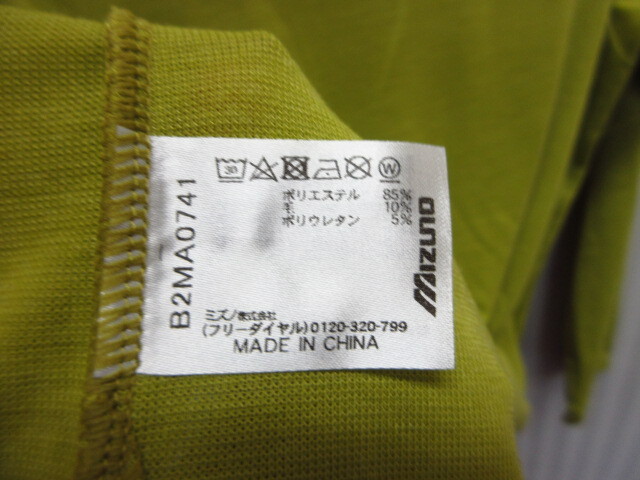 30 W
ポリエステル 85%
毛 10%
ポリウレタン 5%
MIZUNO
B2MA0741
ミズノ株式会社
(フリーダイヤル)0120-320-799
MADE IN CHINA